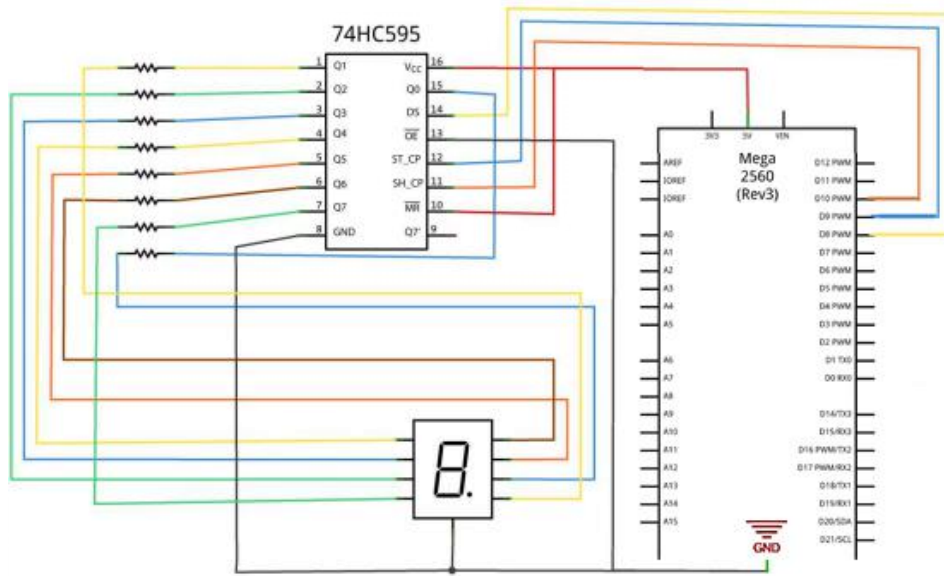 74HC595
1 Q1 Vcc 16
2 Q2 Q0 15
3 Q3 DS 14
4 Q4 OE 13
5 Q5 ST_CP 12
6 Q6 SH_CP 11
7 Q7 MR 10
8 GND Q7' 9
3V3 5V VIN
Mega
2560
(Rev3)
AREF D12 PWM
IOREF D11 PWM
IOREF D10 PWM
D9 PWM
A0 D8 PWM
A1 D7 PWM
A2 D6 PWM
A3 D5 PWM
A4 D4 PWM
A5 D3 PWM
D2 PWM
A6 D1 TX0
A7 D0 RX0
A8
A9 D14/TX3
A10 D15/RX3
A11 D16 PWM/TX2
A12 D17 PWM/RX2
A13 D18/TX1
A14 D19/RX1
A15 D20/SDA
D21/SCL
8.
GND